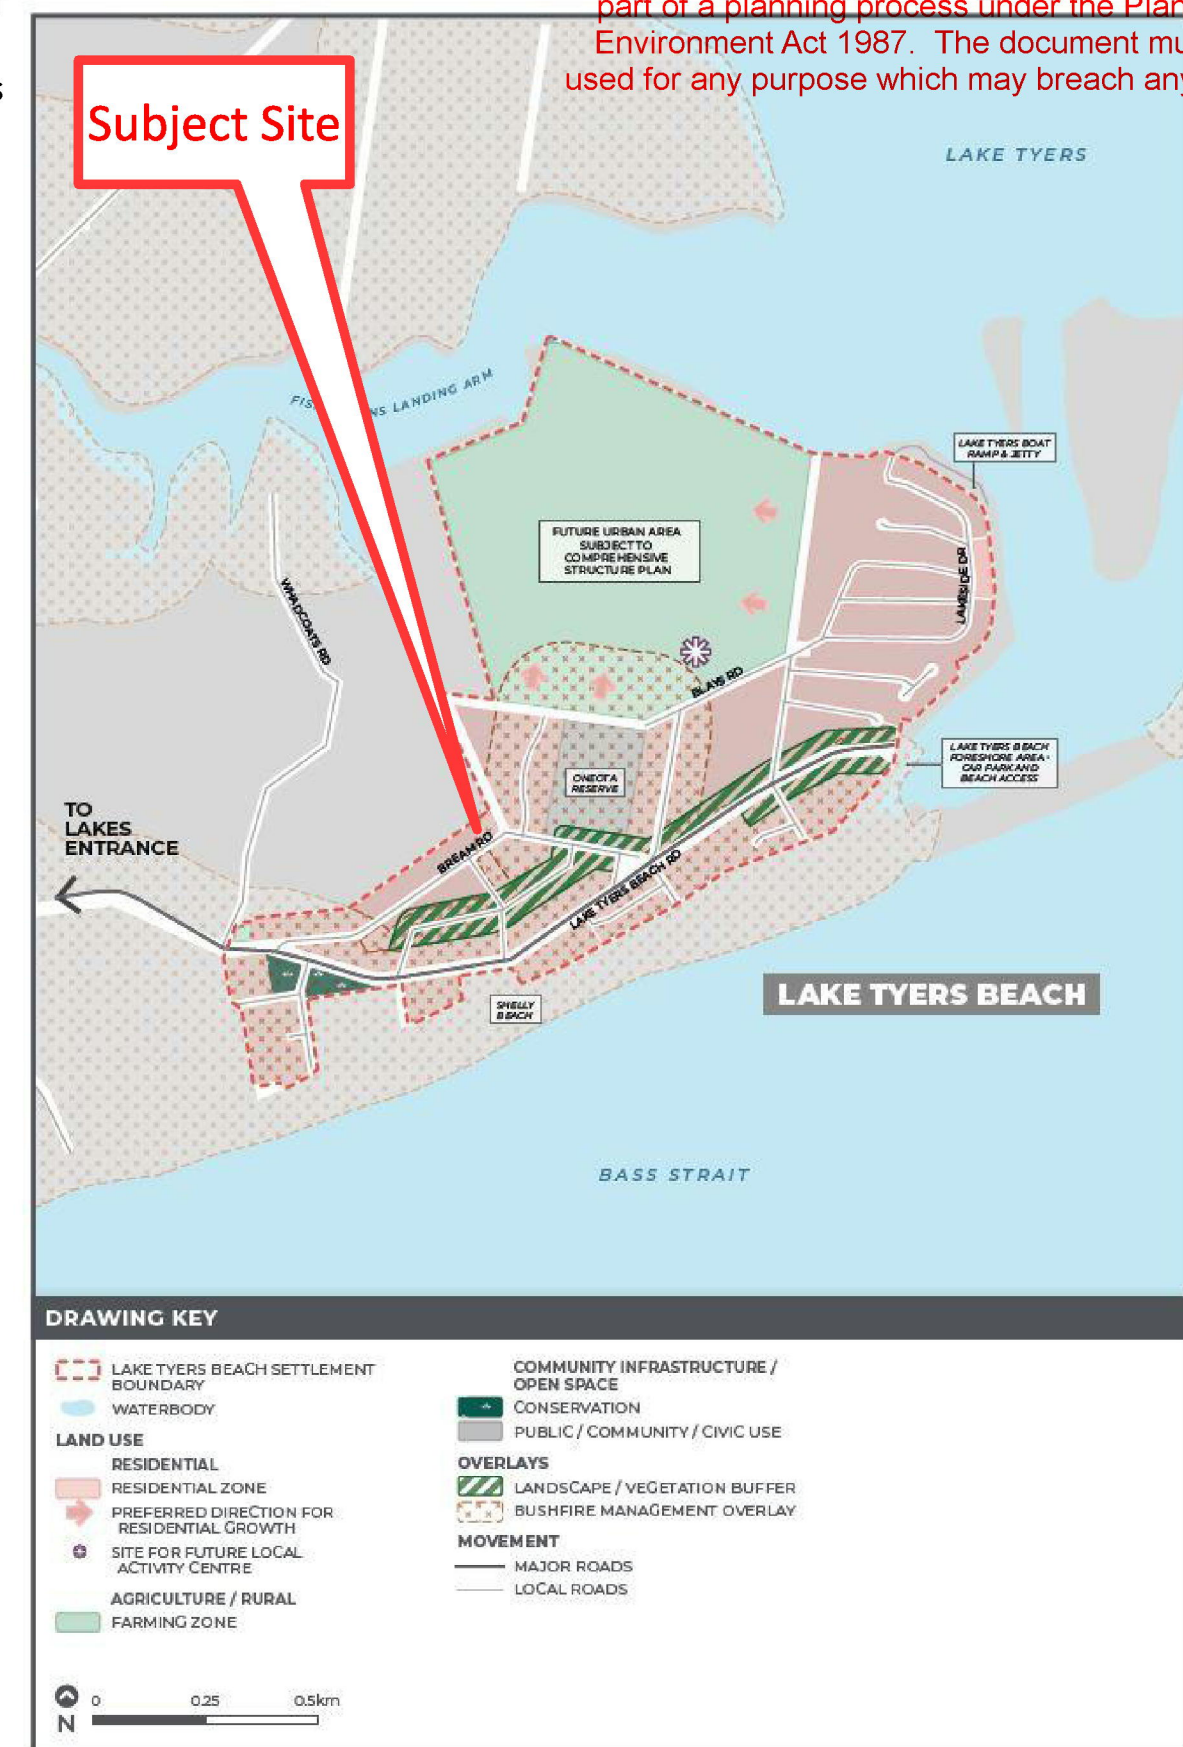 part of a planning process under the Plan
Environment Act 1987. The document mu
used for any purpose which may breach any
s
Subject Site
LAKE TYERS
FIS
NS LANDING ARM
LAKE TYERS BOAT
RAMP & JETTY
FUTURE URBAN AREA
SUBJECT TO
COMPREHENSIVE
STRUCTURE PLAN
LAKESIDE DR
WHADCOATS RD
BLAYS RD
LAKE TYERS BEACH
FORESHORE AREA -
CAR PARK AND
BEACH ACCESS
ONEOTA
RESERVE
TO
LAKES
ENTRANCE
BREAM RD
LAKE TYERS BEACH RD
LAKE TYERS BEACH
SHELLY
BEACH
BASS STRAIT
DRAWING KEY
LAKE TYERS BEACH SETTLEMENT
BOUNDARY
WATERBODY
LAND USE
RESIDENTIAL
RESIDENTIAL ZONE
PREFERRED DIRECTION FOR
RESIDENTIAL GROWTH
SITE FOR FUTURE LOCAL
ACTIVITY CENTRE
AGRICULTURE / RURAL
FARMING ZONE
COMMUNITY INFRASTRUCTURE /
OPEN SPACE
CONSERVATION
PUBLIC / COMMUNITY / CIVIC USE
OVERLAYS
LANDSCAPE / VEGETATION BUFFER
BUSHFIRE MANAGEMENT OVERLAY
MOVEMENT
MAJOR ROADS
LOCAL ROADS
0 0.25 0.5km
N